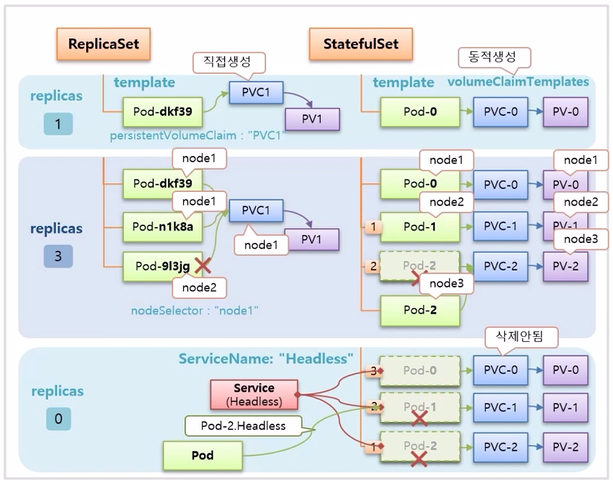 ReplicaSet
StatefulSet
직접생성
동적생성
template
template
volumeClaimTemplates
replicas
1
Pod-dkf39
PVC1
PV1
persistentVolumeClaim : "PVC1"
Pod-0
PVC-0
PV-0
replicas
3
node1
Pod-dkf39
node1
Pod-n1k8a
PVC1
PV1
node1
Pod-9l3jg
node2
nodeSelector : "node1"
node1
node1
Pod-0
PVC-0
PV-0
node2
node2
1
Pod-1
PVC-1
PV-1
node3
2
Pod-2
PVC-2
PV-2
node3
Pod-2
삭제안됨
replicas
0
ServiceName: "Headless"
Service
(Headless)
Pod-2.Headless
Pod
3
Pod-0
PVC-0
PV-0
2
Pod-1
PVC-1
PV-1
1
Pod-2
PVC-2
PV-2